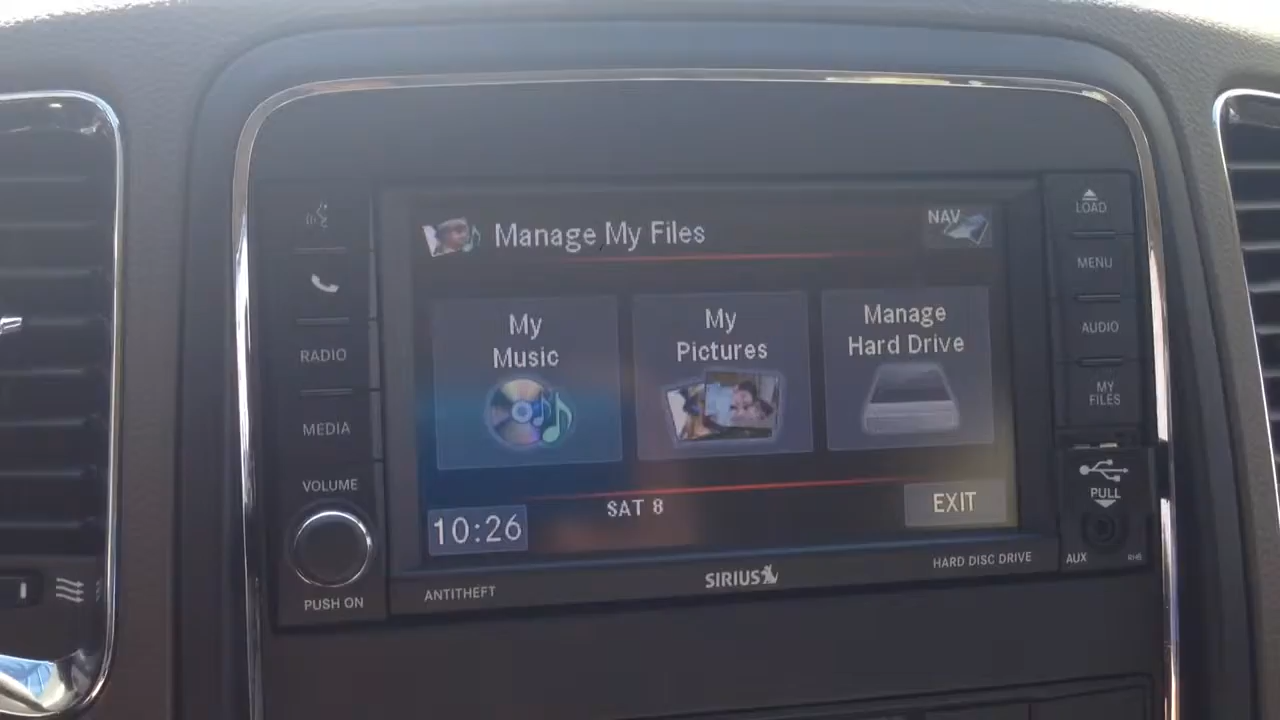 Manage My Files
NAV
LOAD
MENU
RADIO
AUDIO
My
Music
My
Pictures
Manage
Hard Drive
MY
FILES
MEDIA
VOLUME
PULL
10:26
SAT 8
EXIT
PUSH ON
ANTITHEFT
SIRIUS
HARD DISC DRIVE
AUX
RHB